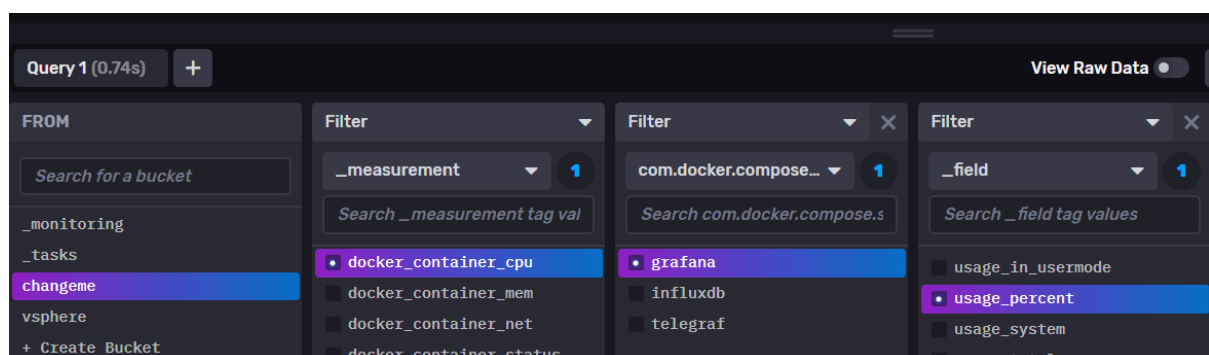 Query 1 (0.74s) + View Raw Data
FROM
Search for a bucket
_monitoring
_tasks
changeme
vsphere
+ Create Bucket
Filter
_measurement 1
Search _measurement tag val
docker_container_cpu
docker_container_mem
docker_container_net
docker_container_status
Filter
com.docker.compose... 1
Search com.docker.compose.s
grafana
influxdb
telegraf
Filter
_field 1
Search _field tag values
usage_in_usermode
usage_percent
usage_system